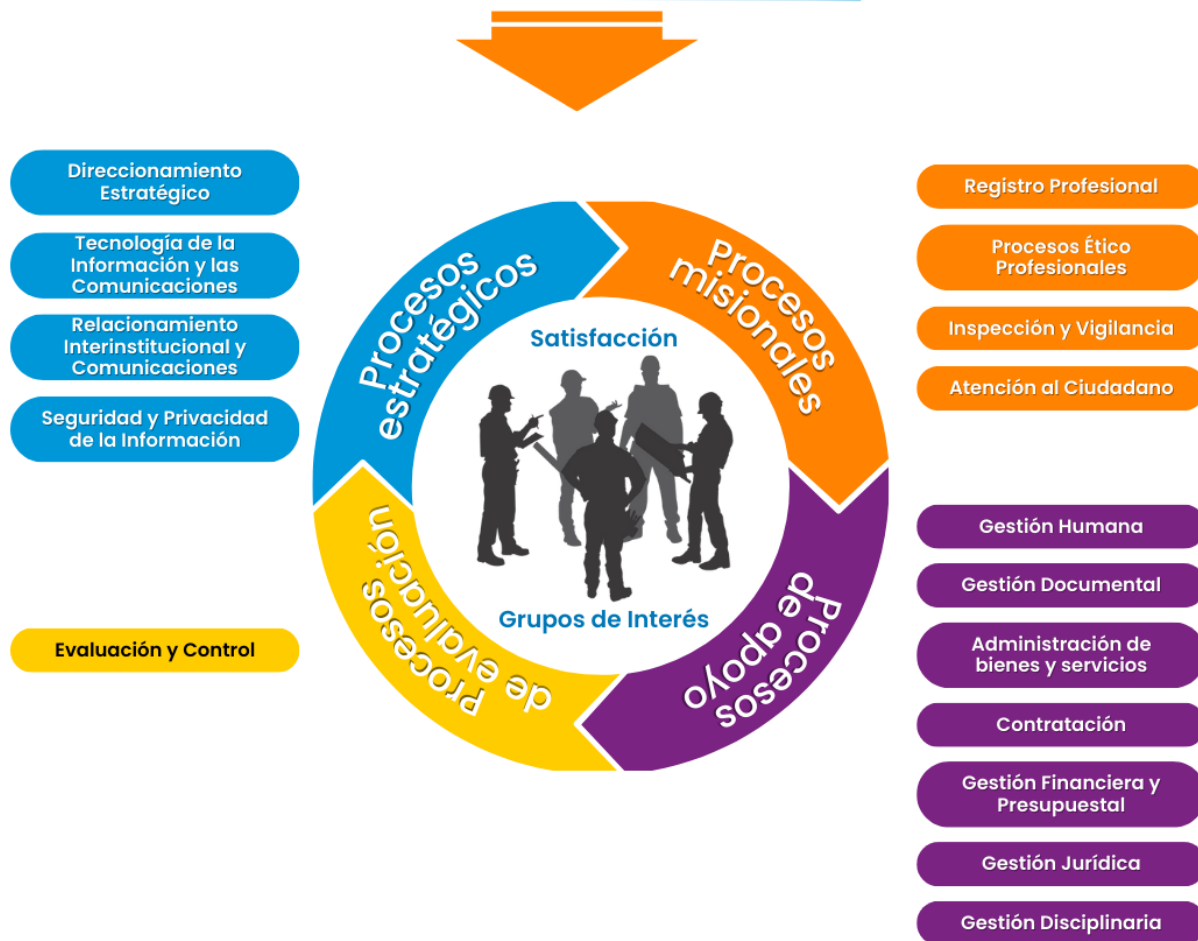 Direccionamiento
Estratégico
Tecnología de la
Información y las
Comunicaciones
Relacionamiento
Interinstitucional y
Comunicaciones
Seguridad y Privacidad
de la Información
Evaluación y Control
Procesos
estratégicos
Procesos
misionales
Satisfacción
Grupos de Interés
Procesos
de evaluación
Procesos
de apoyo
Registro Profesional
Procesos Ético
Profesionales
Inspección y Vigilancia
Atención al Ciudadano
Gestión Humana
Gestión Documental
Administración de
bienes y servicios
Contratación
Gestión Financiera y
Presupuestal
Gestión Jurídica
Gestión Disciplinaria